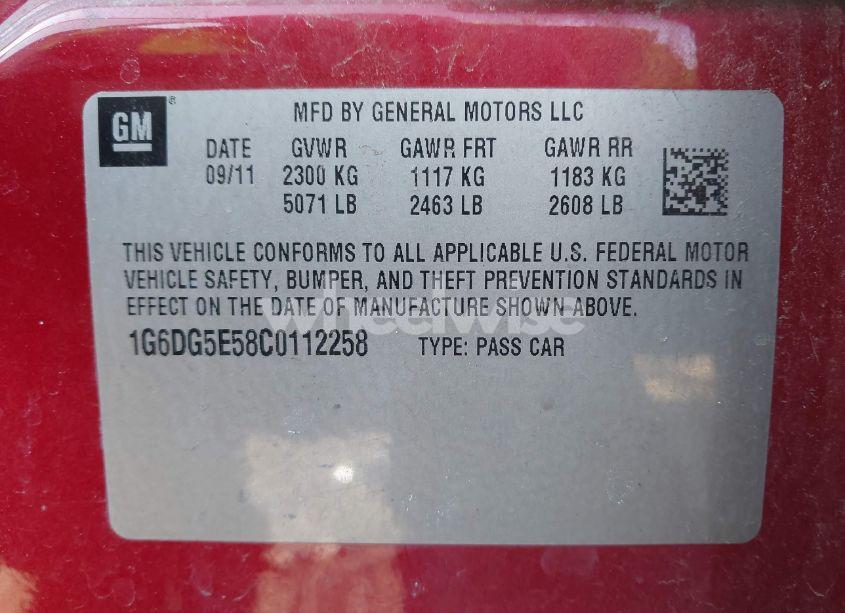 GM®
MFD BY GENERAL MOTORS LLC
DATE GVWR GAWR FRT GAWR RR
09/11 2300 KG 1117 KG 1183 KG
5071 LB 2463 LB 2608 LB
THIS VEHICLE CONFORMS TO ALL APPLICABLE U.S. FEDERAL MOTOR
VEHICLE SAFETY, BUMPER, AND THEFT PREVENTION STANDARDS IN
EFFECT ON THE DATE OF MANUFACTURE SHOWN ABOVE.
wheelwise
1G6DG5E58C0112258 TYPE: PASS CAR